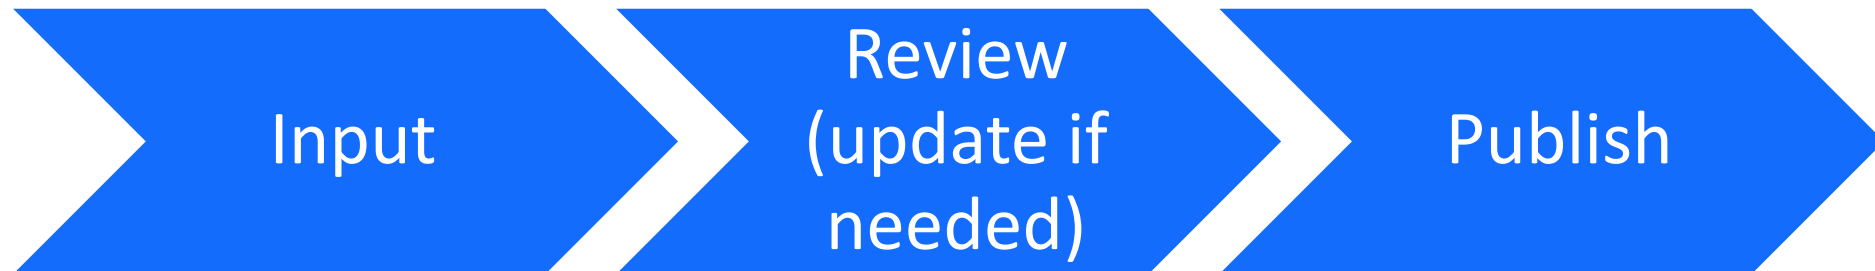 Input
Review
(update if
needed)
Publish